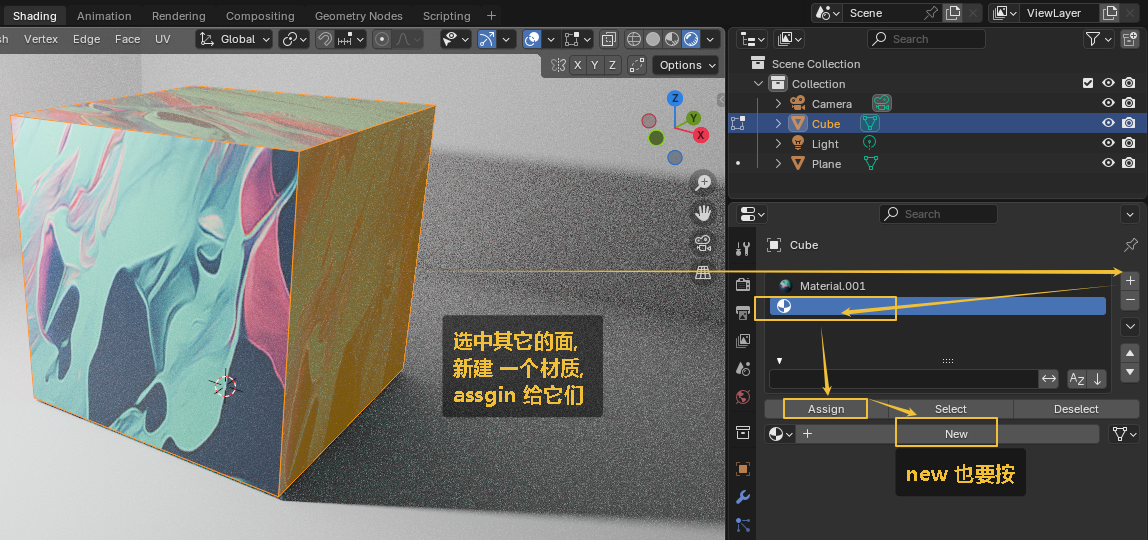 Shading Animation Rendering Compositing Geometry Nodes Scripting +
Scene
ViewLayer
sh Vertex Edge Face UV
Global
Search
X Y Z
Options
Scene Collection
Collection
Camera
Cube
Light
Plane
Z
Y
X
Search
Cube
Material.001
选中其它的面,
新建 一个材质,
assgin 给它们
Assign Select Deselect
New
new 也要按